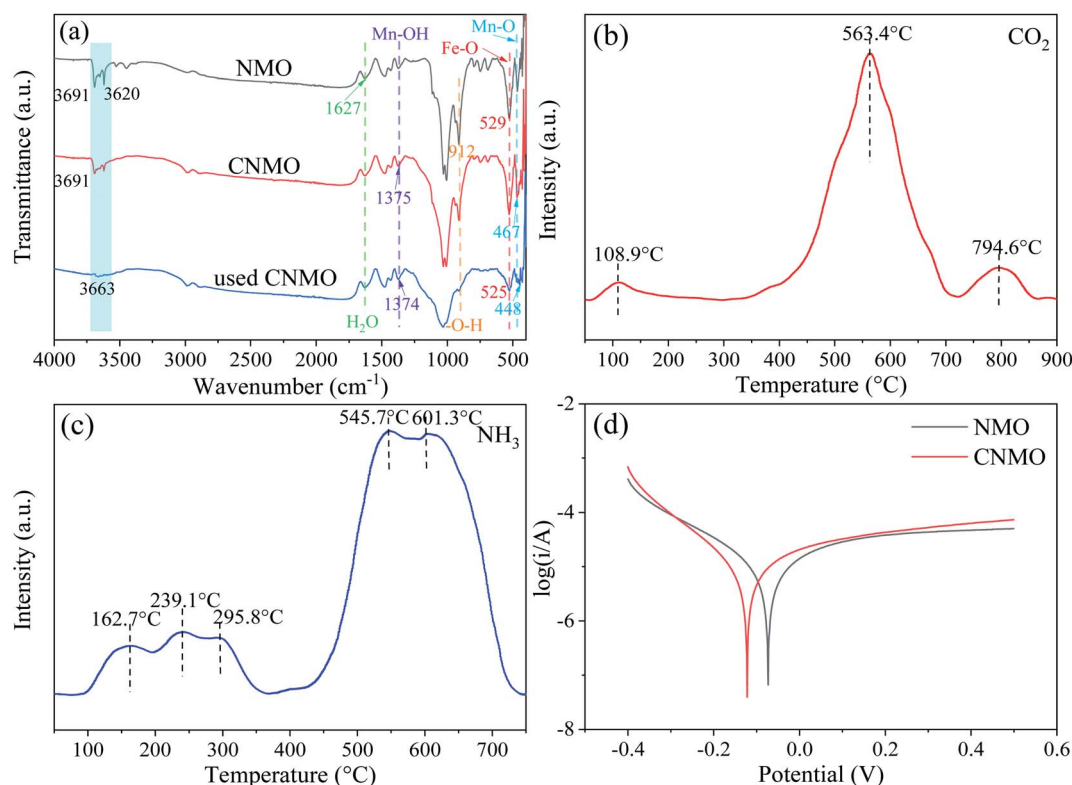 (a)
Mn-OH
Mn-O
Fe-O
NMO
3691
3620
1627
529
912
CNMO
3691
1375
467
used CNMO
3663
1374
525
448
H₂O
-O-H
4000 3500 3000 2500 2000 1500 1000 500
Wavenumber (cm⁻¹)
Transmittance (a.u.)
(b)
563.4°C
CO₂
108.9°C
794.6°C
100 200 300 400 500 600 700 800 900
Temperature (°C)
Intensity (a.u.)
(c)
545.7°C
601.3°C
NH₃
162.7°C
239.1°C
295.8°C
100 200 300 400 500 600 700
Temperature (°C)
Intensity (a.u.)
(d)
NMO
CNMO
-2
-4
-6
-8
log(i/A)
-0.4 -0.2 0.0 0.2 0.4 0.6
Potential (V)